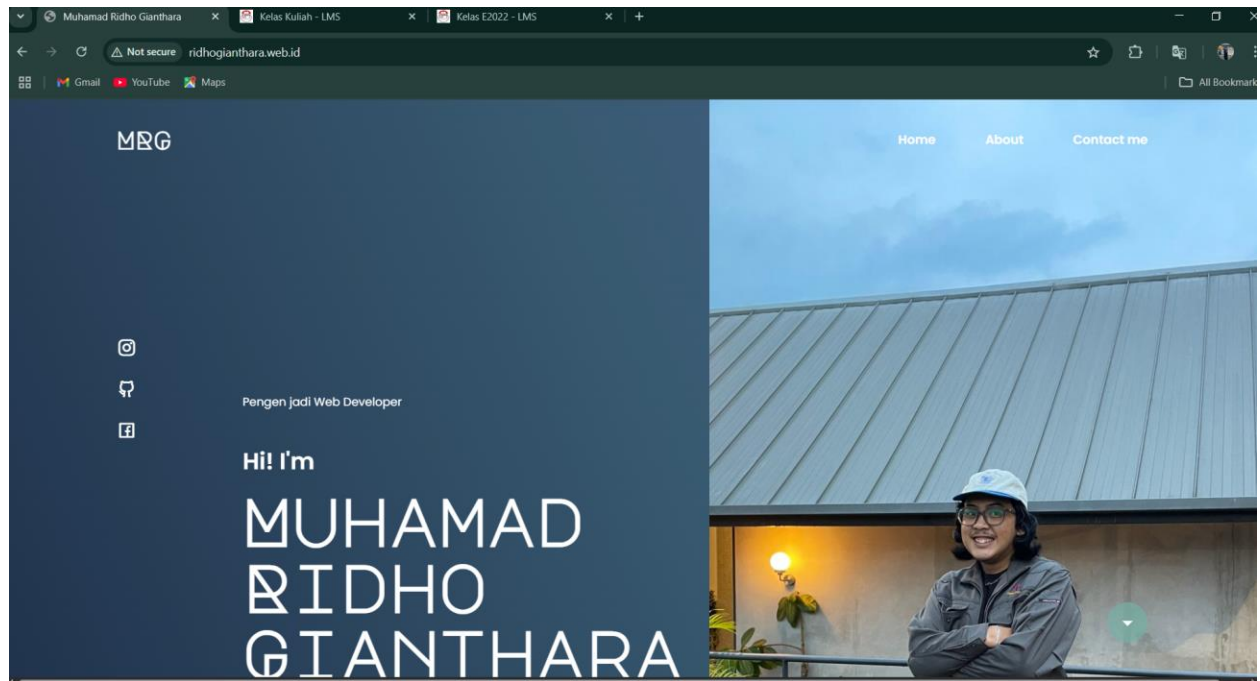 Muhamad Ridho Gianthara
Kelas Kuliah - LMS
Kelas E2022 - LMS
Not secure
ridhogianthara.web.id
Gmail
YouTube
Maps
All Bookmark
MRG
Home
About
Contact me
Pengen jadi Web Developer
Hi! I'm
MUHAMAD
RIDHO
GIANTHARA